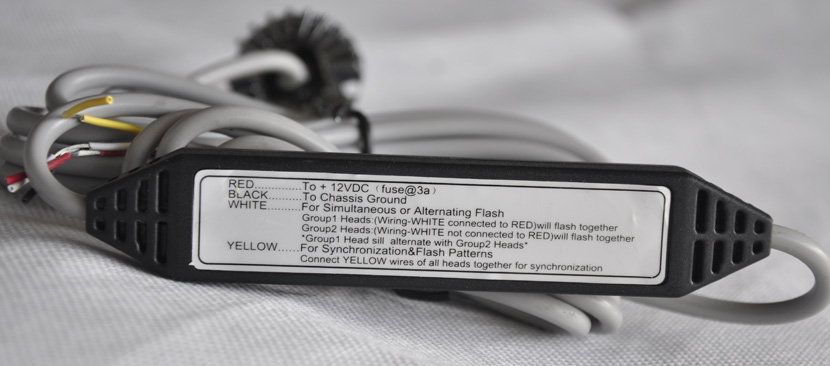 RED............To + 12VDC (fuse@3a)
BLACK.........To Chassis Ground
WHITE.........For Simultaneous or Alternating Flash
Group1 Heads:(Wiring-WHITE connected to RED)will flash together
Group2 Heads:(Wiring-WHITE not connected to RED)will flash together
*Group1 Head sill alternate with Group2 Heads*
YELLOW......For Synchronization&Flash Patterns
Connect YELLOW wires of all heads together for synchronization